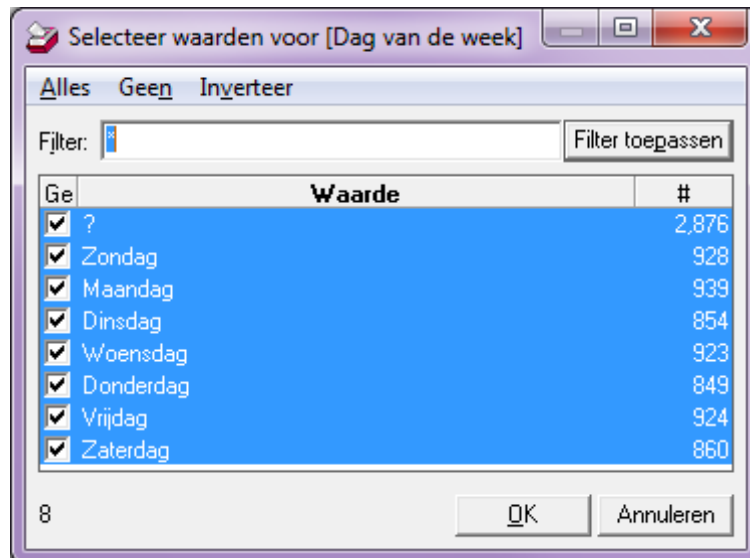 Selecteer waarden voor [Dag van de week]
Alles Geen Inverteer
Filter: * Filter toepassen
Ge Waarde #
? 2,876
Zondag 928
Maandag 939
Dinsdag 854
Woensdag 923
Donderdag 849
Vrijdag 924
Zaterdag 860
8 OK Annuleren